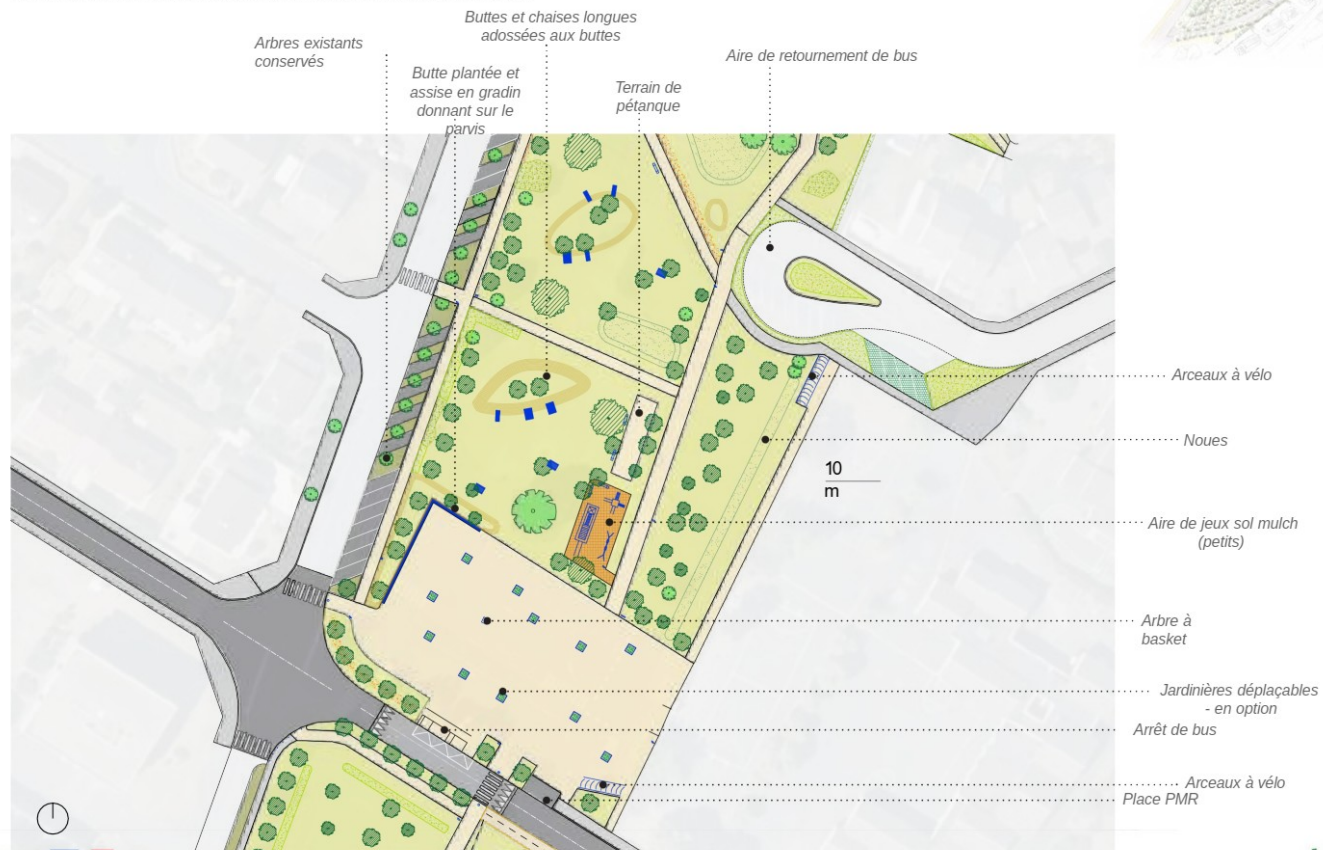 Buttes et chaises longues
adossées aux buttes
Arbres existants
conservés
Aire de retournement de bus
Butte plantée et
assise en gradin
donnant sur le
parvis
Terrain de
pétanque
Arceaux à vélo
Noues
10
m
Aire de jeux sol mulch
(petits)
Arbre à
basket
Jardinières déplaçables
- en option
Arrêt de bus
Arceaux à vélo
Place PMR